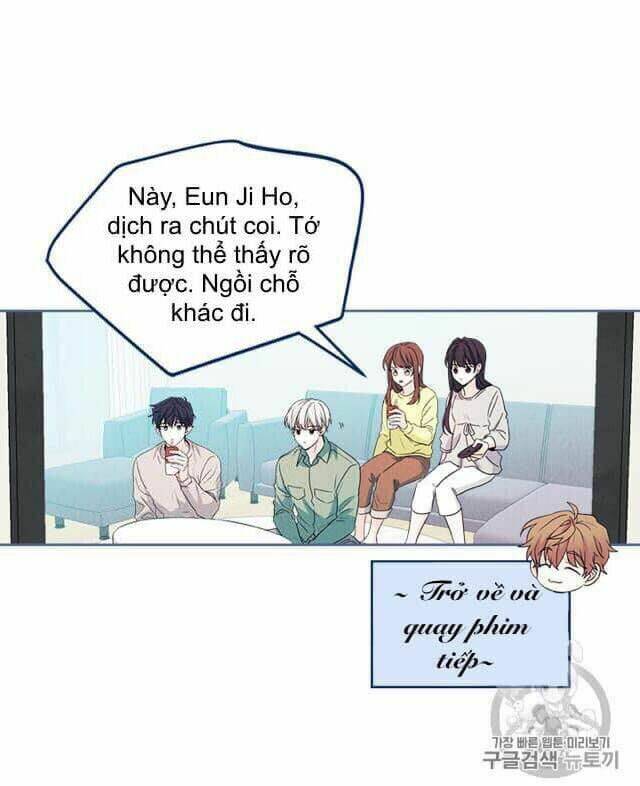 Này, Eun Ji Ho,
dịch ra chút coi. Tớ
không thể thấy rõ
được. Ngồi chỗ
khác đi.
~ Trở về và
quay phim
tiếp~
가장 빠른 웹툰 미리보기
구글검색 뉴토끼